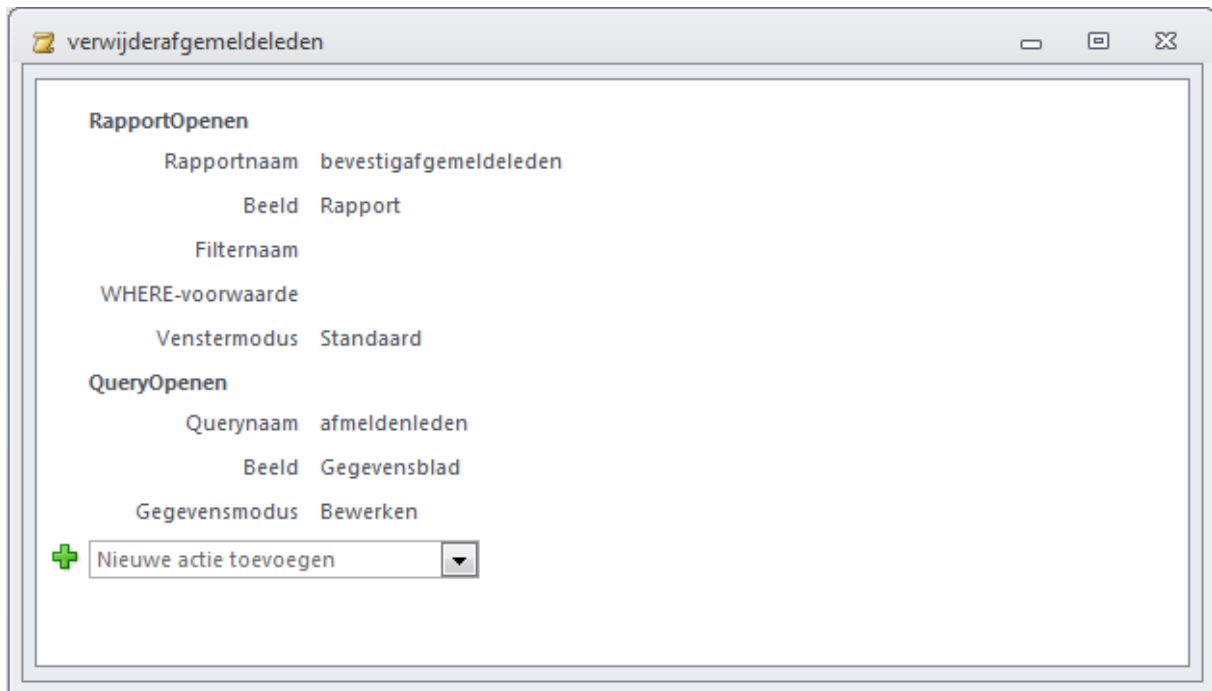 verwijderafgemeldeleden
RapportOpenen
Rapportnaam bevestigafgemeldeleden
Beeld Rapport
Filternaam
WHERE-voorwaarde
Venstermodus Standaard
QueryOpenen
Querynaam afmeldenleden
Beeld Gegevensblad
Gegevensmodus Bewerken
Nieuwe actie toevoegen